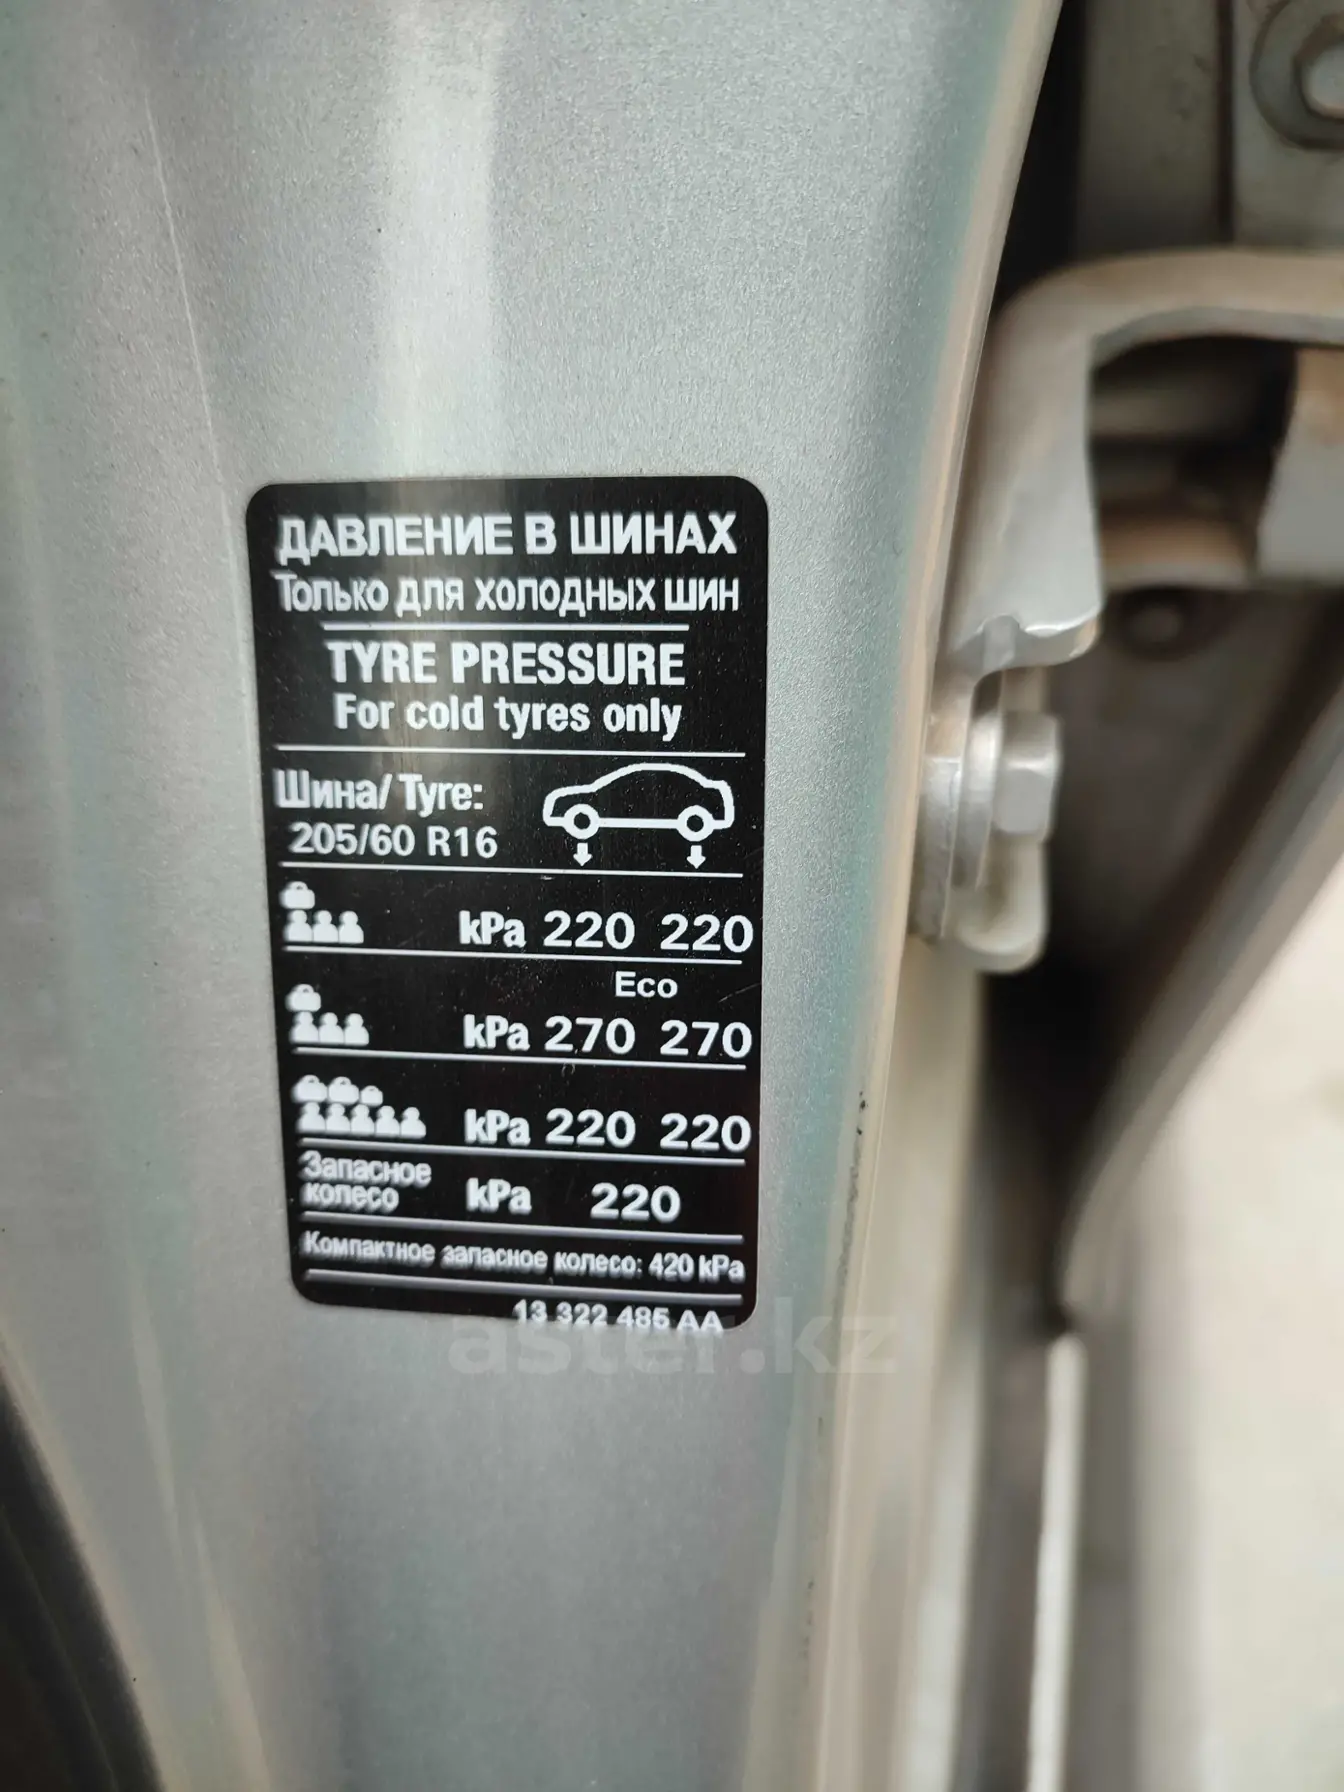 ДАВЛЕНИЕ В ШИНАХ
Только для холодных шин
TYRE PRESSURE
For cold tyres only
Шина/ Tyre:
205/60 R16
kPa 220 220
Eco
kPa 270 270
kPa 220 220
Запасное
колесо kPa 220
Компактное запасное колесо: 420 kPa
13 322 485 AA
aster.kz